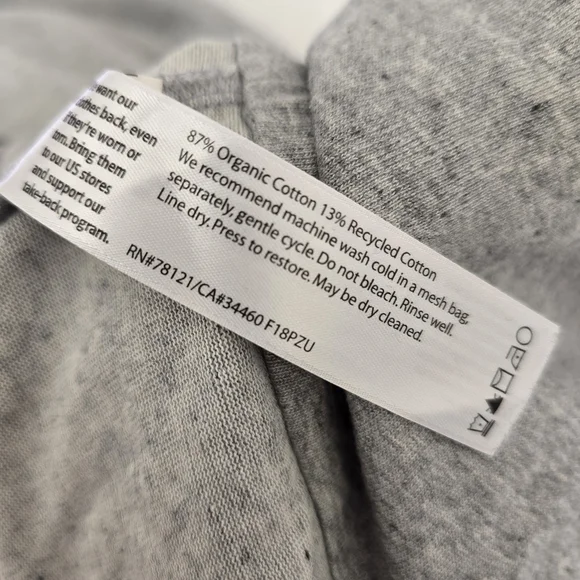 want our
clothes back, even
if they're worn or
torn. Bring them
to our US stores
and support our
take-back program.
87% Organic Cotton 13% Recycled Cotton
We recommend machine wash cold in a mesh bag,
separately, gentle cycle. Do not bleach. Rinse well.
Line dry. Press to restore. May be dry cleaned.
RN#78121/CA#34460 F18PZU